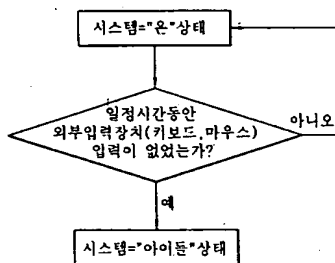 시스템="온"상태
일정시간동안
외부입력장치(키보드,마우스)
입력이 없었는가?
아니오
예
시스템="아이들"상태